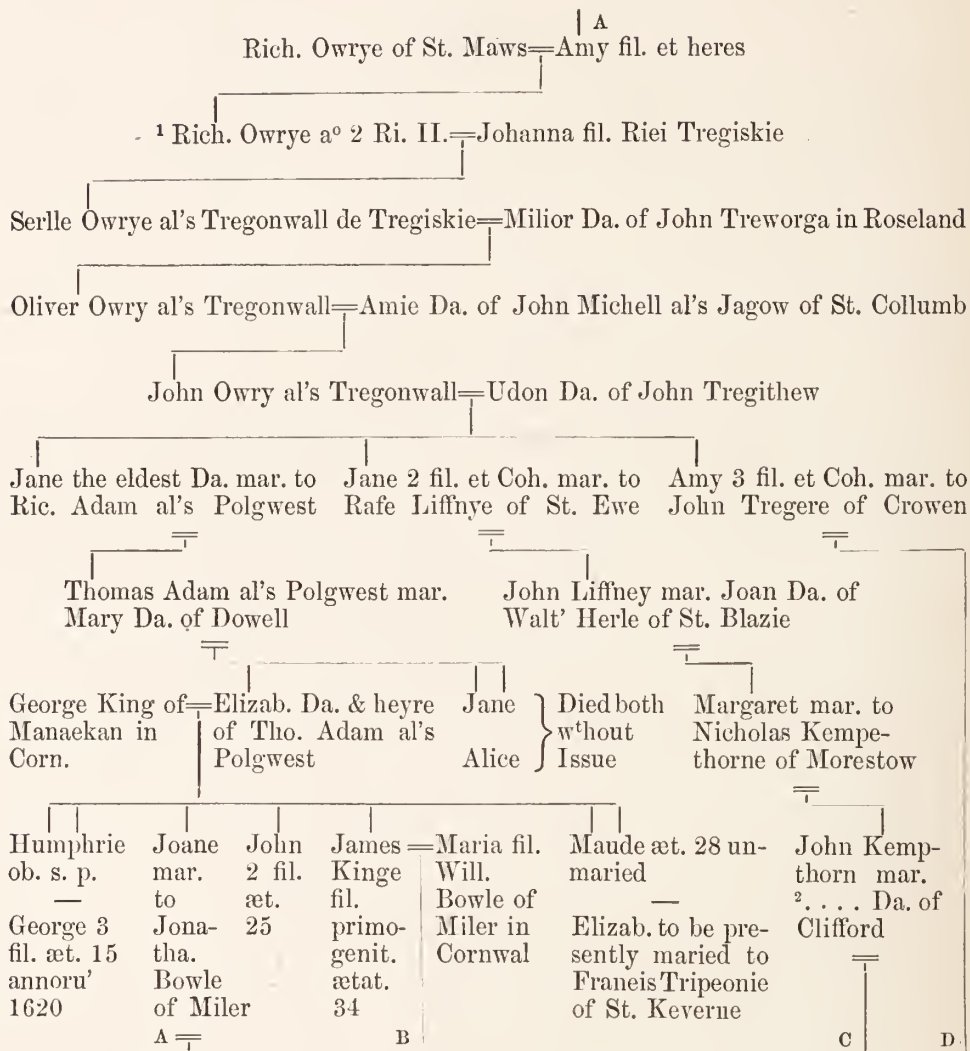 A
Rich. Owrye of St. Maws=Amy fil. et heres
- ¹ Rich. Owrye aº 2 Ri. II.=Johanna fil. Riei Tregiskie
Serlle Owrye al's Tregonwall de Tregiskie=Milior Da. of John Treworga in Roseland
Oliver Owry al's Tregonwall=Amie Da. of John Michell al's Jagow of St. Collumb
John Owry al's Tregonwall=Udon Da. of John Tregithew
Jane the eldest Da. mar. to
Ric. Adam al's Polgwest
Jane 2 fil. et Coh. mar. to
Rafe Liffnye of St. Ewe
Amy 3 fil. et Coh. mar. to
John Tregere of Crowen
Thomas Adam al's Polgwest mar.
Mary Da. of Dowell
John Liffney mar. Joan Da. of
Walt' Herle of St. Blazie
George King of
Manaekan in
Corn.
=Elizab. Da. & heyre
of Tho. Adam al's
Polgwest
Jane
Alice
Died both
wᵗhout
Issue
Margaret mar. to
Nicholas Kempe-
thorne of Morestow
Humphrie
ob. s. p.
—
George 3
fil. æt. 15
annoru'
1620
Joane
mar.
to
Jona-
tha.
Bowle
of Miler
John
2 fil.
æt.
25
James
Kinge
fil.
primo-
genit.
ætat.
34
=Maria fil.
Will.
Bowle of
Miler in
Cornwal
Maude æt. 28 un-
maried
—
Elizab. to be pre-
sently maried to
Franeis Tripeonie
of St. Keverne
John Kemp-
thorn mar.
². . . . Da. of
Clifford
A B C D